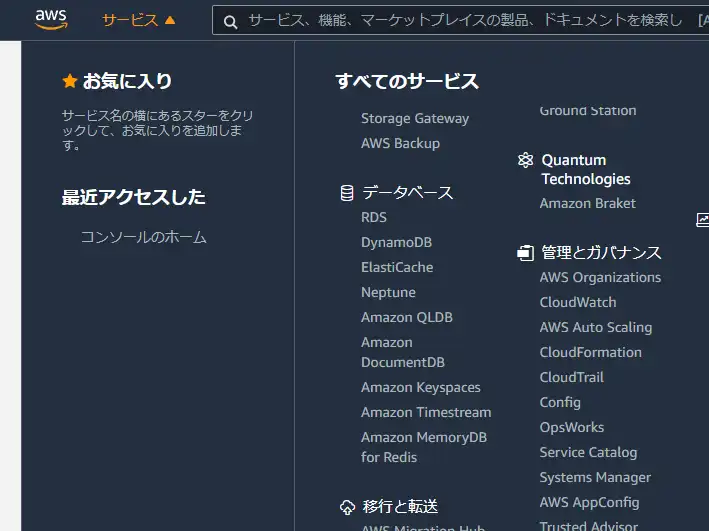 aws
サービス
サービス、機能、マーケットプレイスの製品、ドキュメントを検索し
お気に入り
サービス名の横にあるスターをクリ
ックして、お気に入りを追加しま
す。
最近アクセスした
コンソールのホーム
すべてのサービス
Storage Gateway
AWS Backup
データベース
RDS
DynamoDB
ElastiCache
Neptune
Amazon QLDB
Amazon
DocumentDB
Amazon Keyspaces
Amazon Timestream
Amazon MemoryDB
for Redis
移行と転送
AWS Migration Hub
Ground Station
Quantum
Technologies
Amazon Braket
管理とガバナンス
AWS Organizations
CloudWatch
AWS Auto Scaling
CloudFormation
CloudTrail
Config
OpsWorks
Service Catalog
Systems Manager
AWS AppConfig
Trusted Advisor